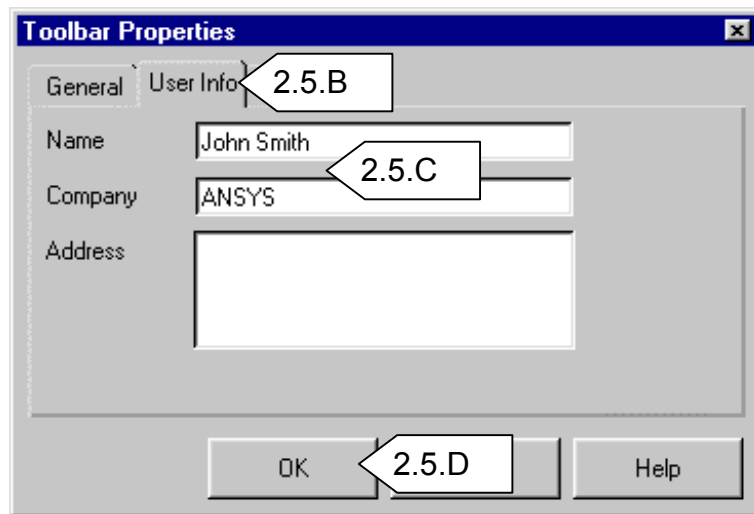 Toolbar Properties
General User Info 2.5.B
Name John Smith
2.5.C
Company ANSYS
Address
OK 2.5.D Help